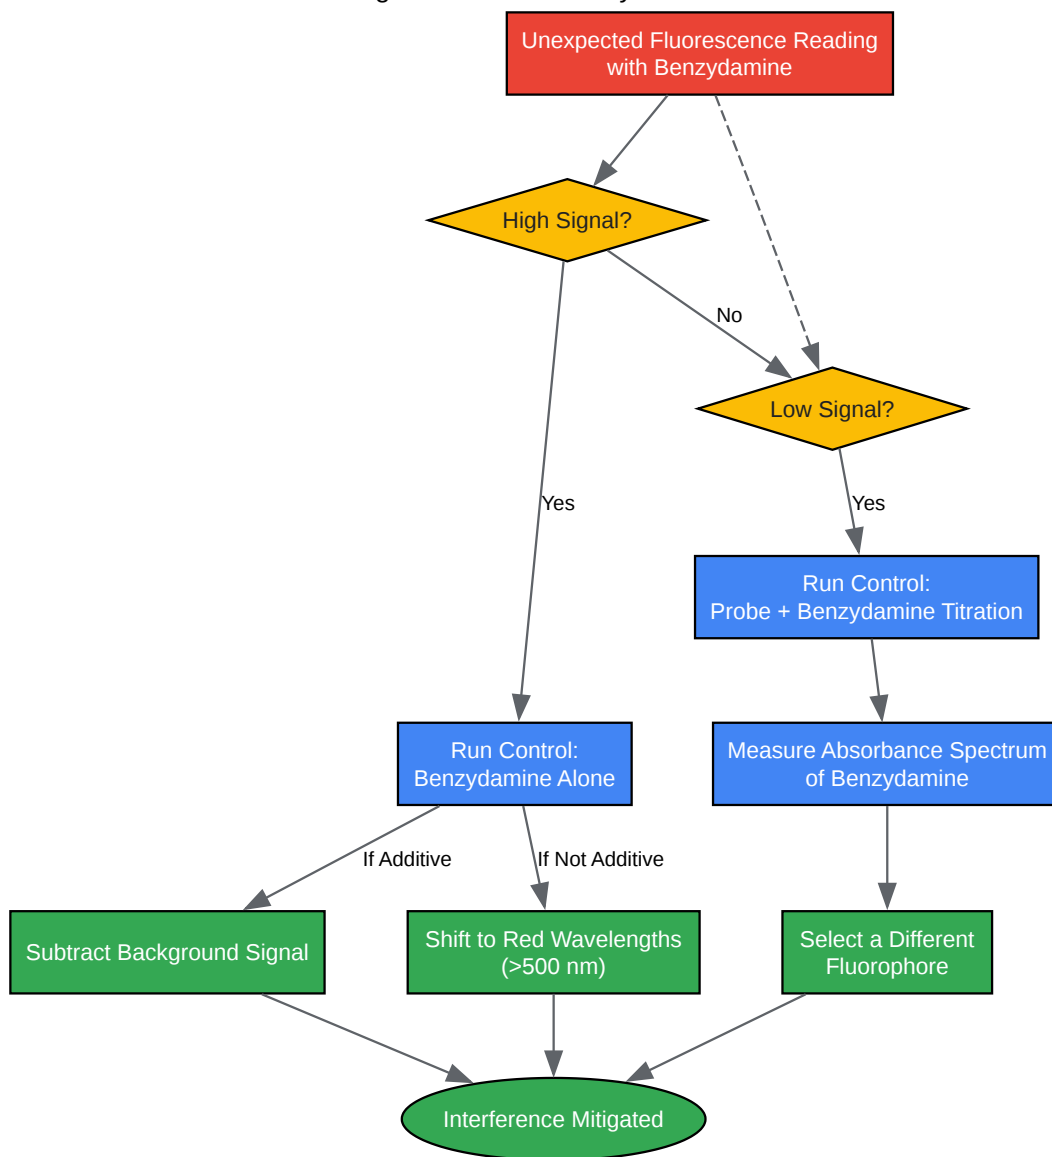 Unexpected Fluorescence Reading
with Benzydamine
High Signal?
No
Low Signal?
Yes
Yes
Run Control:
Probe + Benzydamine Titration
Run Control:
Benzydamine Alone
Measure Absorbance Spectrum
of Benzydamine
If Additive
If Not Additive
Subtract Background Signal
Shift to Red Wavelengths
(>500 nm)
Select a Different
Fluorophore
Interference Mitigated